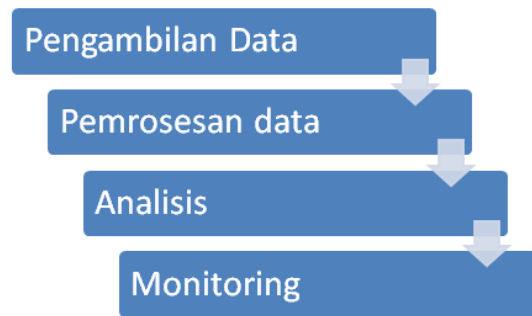 Pengambilan Data
Pemrosesan data
Analisis
Monitoring